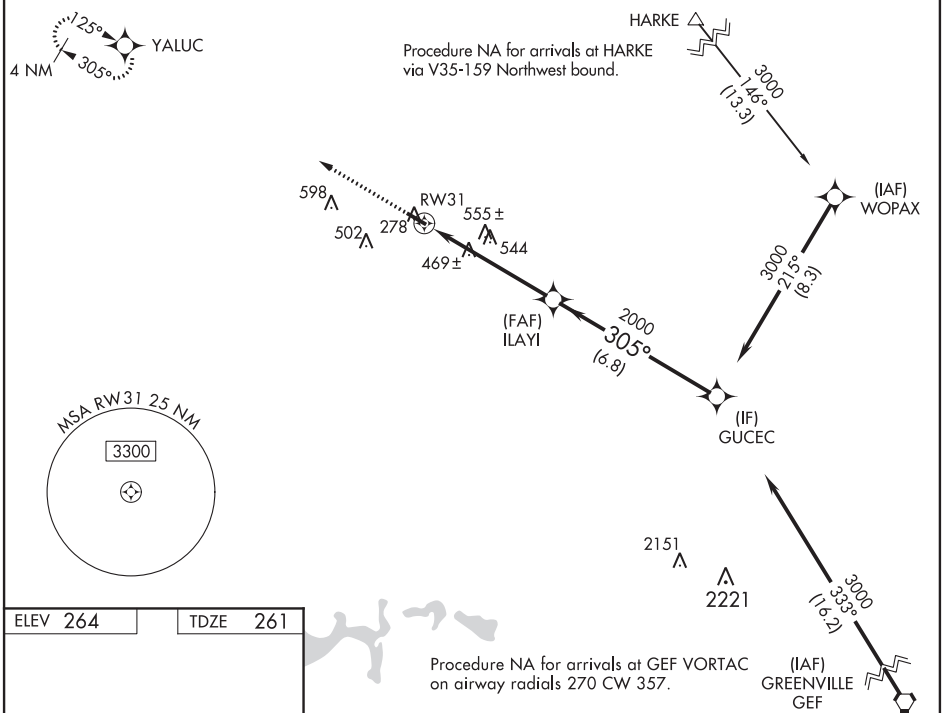 125°
YALUC
4 NM
305°
HARKE
Procedure NA for arrivals at HARKE
via V35-159 Northwest bound.
3000
146°
(13.3)
(IAF)
WOPAX
3000
215°
(8.3)
598
RW31
278
555±
502
544
469±
(FAF)
ILAYI
2000
305°
(6.8)
(IF)
GUCEC
MSA RW31 25 NM
3300
2151
2221
3000
333°
(16.2)
ELEV 264
TDZE 261
Procedure NA for arrivals at GEF VORTAC
on airway radials 270 CW 357.
(IAF)
GREENVILLE
GEF